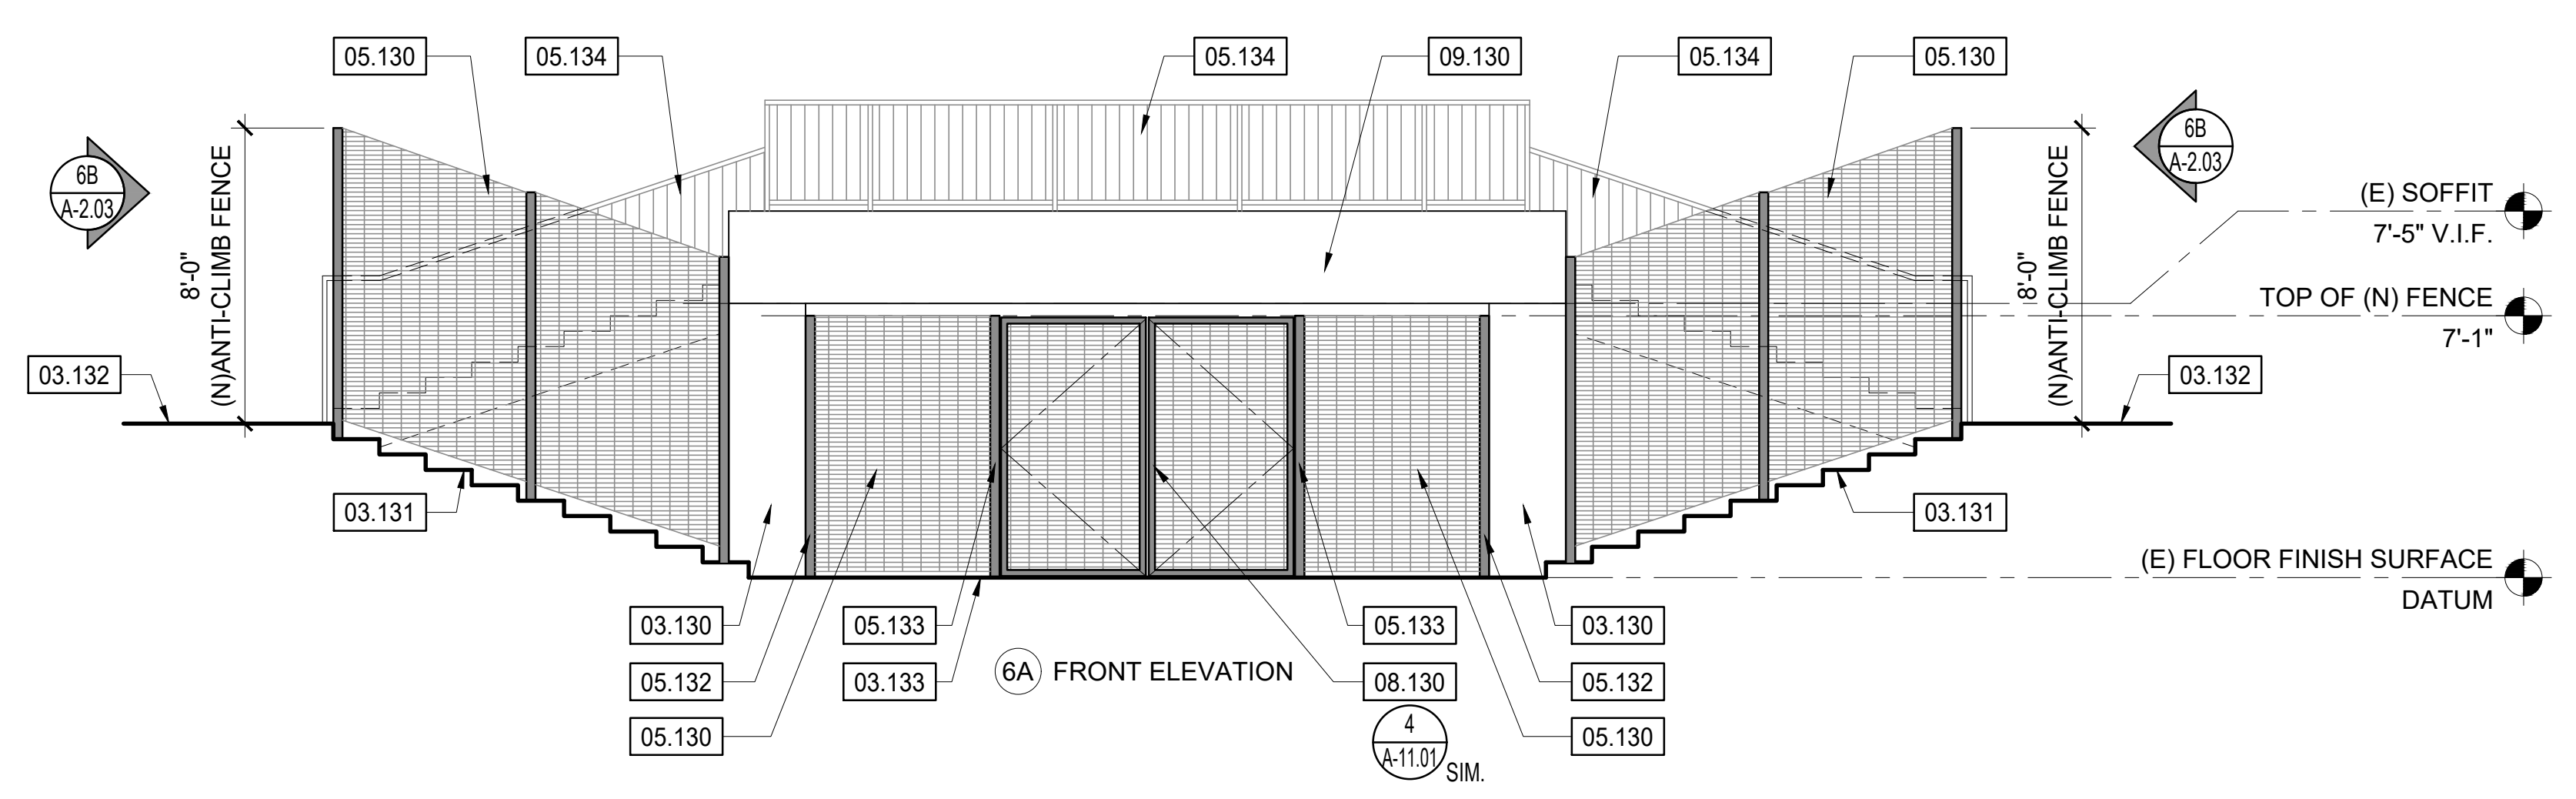 05.130
05.134
05.134
09.130
05.134
05.130
6B
A-2.03
8'-0"
(N)ANTI-CLIMB FENCE
6B
A-2.03
8'-0"
(N)ANTI-CLIMB FENCE
(E) SOFFIT
7'-5" V.I.F.
TOP OF (N) FENCE
7'-1"
03.132
03.132
03.131
03.131
(E) FLOOR FINISH SURFACE
DATUM
03.130
05.133
05.133
03.130
05.132
03.133
6A FRONT ELEVATION
08.130
05.132
05.130
4
A-11.01
SIM.
05.130